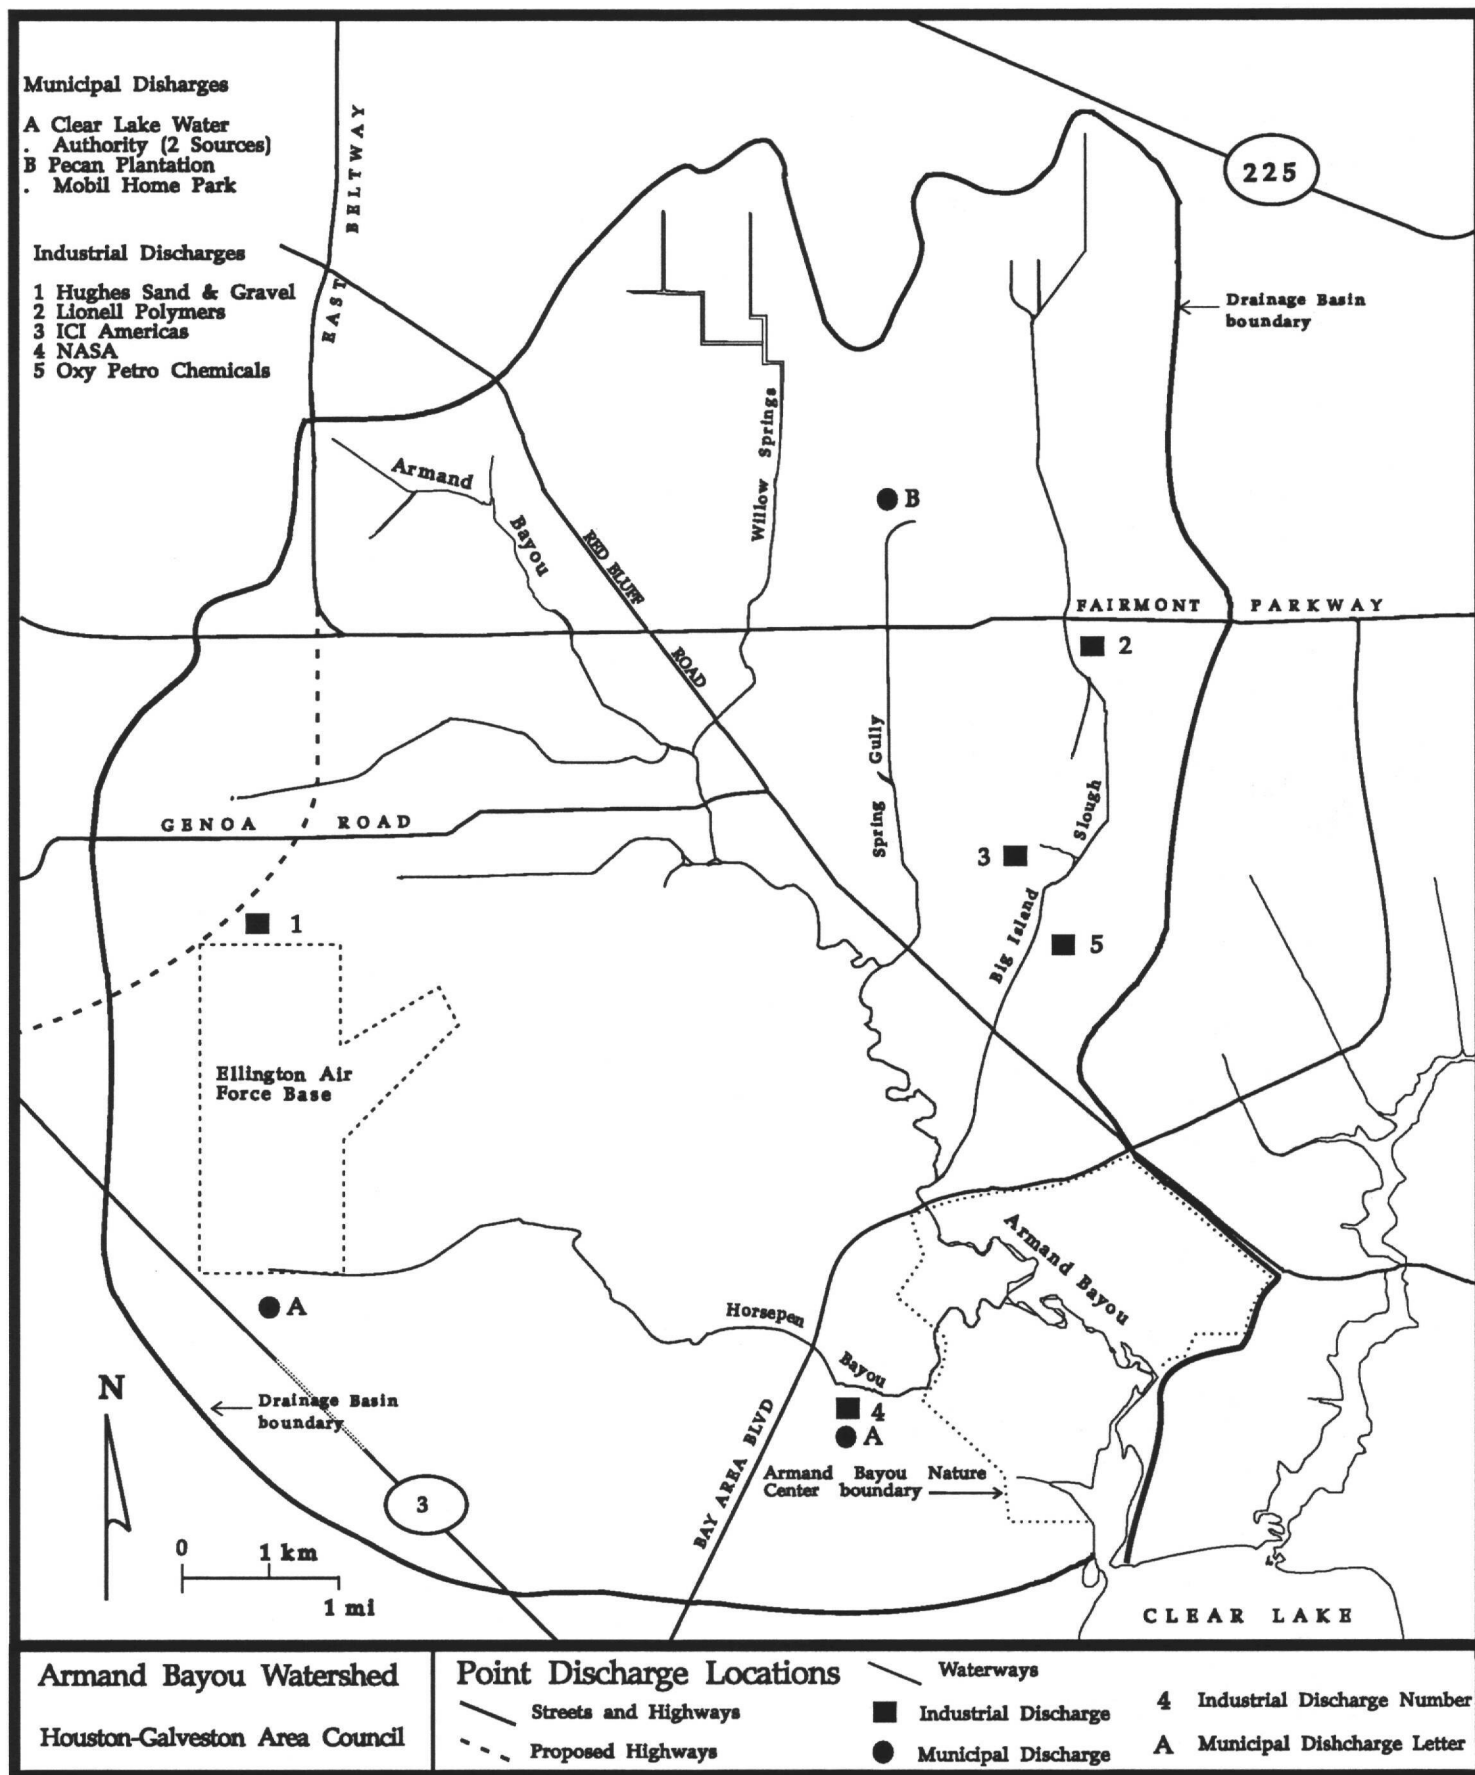 Municipal Disharges
A Clear Lake Water
. Authority (2 Sources)
B Pecan Plantation
. Mobil Home Park
Industrial Discharges
1 Hughes Sand & Gravel
2 Lionell Polymers
3 ICI Americas
4 NASA
5 Oxy Petro Chemicals
EAST BELTWAY
225
Drainage Basin
boundary
Armand
Bayou
Willow Springs
B
RED BLUFF
ROAD
FAIRMONT PARKWAY
2
Spring Gully
GENOA ROAD
Big Island Slough
3
1
5
Ellington Air
Force Base
Armand Bayou
A
Horsepen
Bayou
N
Drainage Basin
boundary
4
A
BAY AREA BLVD
Armand Bayou Nature
Center boundary
3
0 1 km
1 mi
CLEAR LAKE
Armand Bayou Watershed
Houston-Galveston Area Council
Point Discharge Locations
Streets and Highways
Proposed Highways
Waterways
Industrial Discharge
Municipal Discharge
4 Industrial Discharge Number
A Municipal Dishcharge Letter